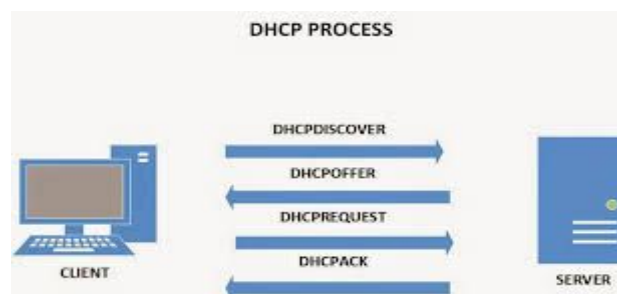 DHCP PROCESS
DHCPDISCOVER
DHCPOFFER
DHCPREQUEST
DHCPACK
CLIENT
SERVER